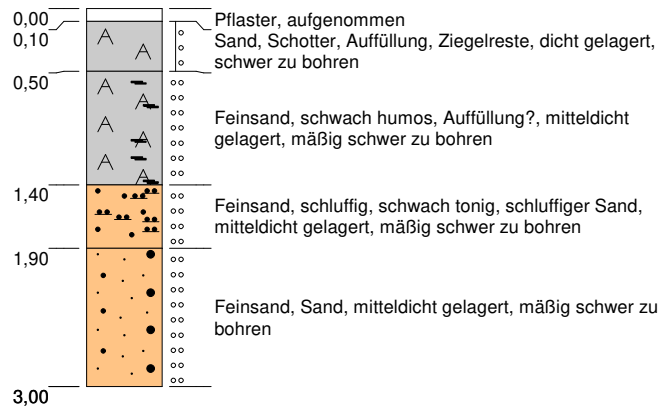 0,00 Pflaster, aufgenommen
0,10 Sand, Schotter, Auffüllung, Ziegelreste, dicht gelagert,
schwer zu bohren
0,50
Feinsand, schwach humos, Auffüllung?, mitteldicht
gelagert, mäßig schwer zu bohren
1,40
Feinsand, schluffig, schwach tonig, schluffiger Sand,
mitteldicht gelagert, mäßig schwer zu bohren
1,90
Feinsand, Sand, mitteldicht gelagert, mäßig schwer zu
bohren
3,00